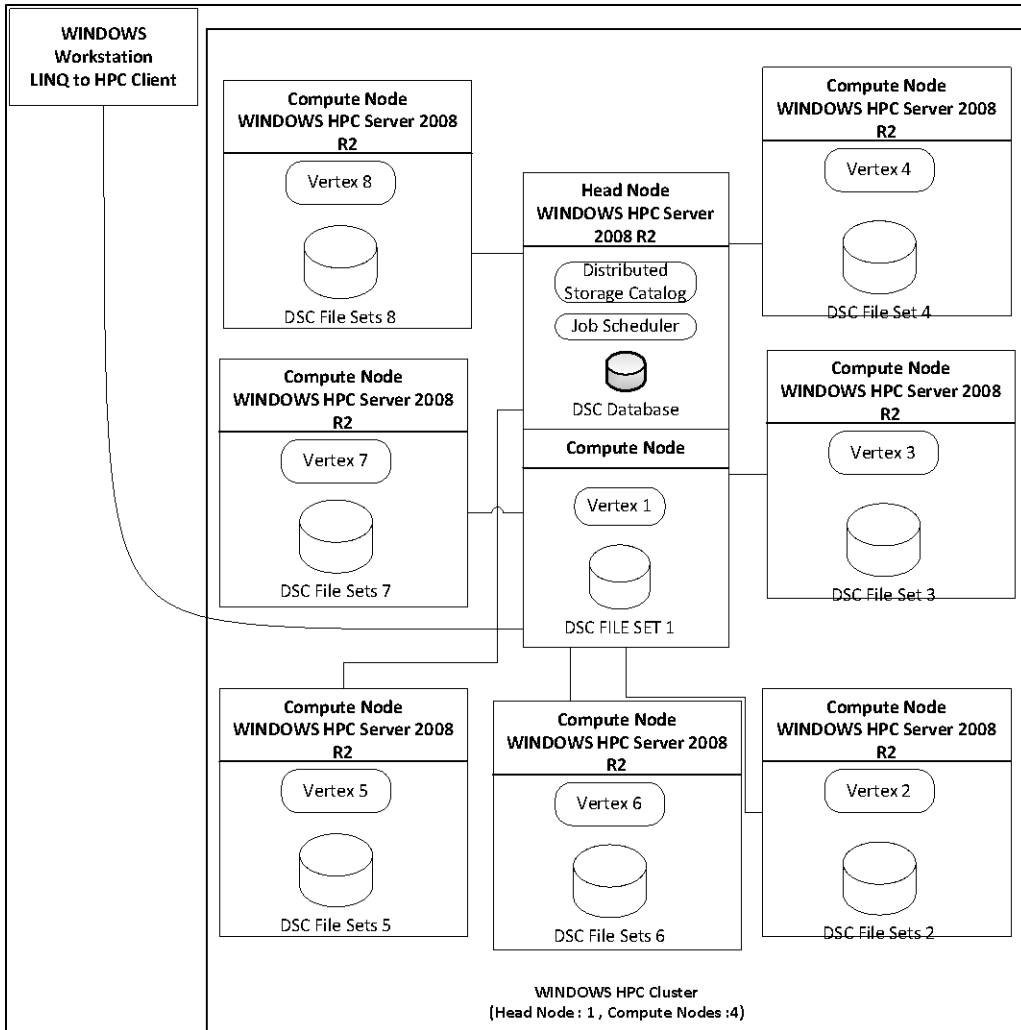 WINDOWS
Workstation
LINQ to HPC Client
Compute Node
WINDOWS HPC Server 2008
R2
Vertex 8
DSC File Sets 8
Head Node
WINDOWS HPC Server
2008 R2
Distributed
Storage Catalog
Job Scheduler
DSC Database
Compute Node
Vertex 1
DSC FILE SET 1
Compute Node
WINDOWS HPC Server 2008
R2
Vertex 4
DSC File Set 4
Compute Node
WINDOWS HPC Server 2008
R2
Vertex 7
DSC File Sets 7
Compute Node
WINDOWS HPC Server 2008
R2
Vertex 3
DSC File Set 3
Compute Node
WINDOWS HPC Server 2008
R2
Vertex 5
DSC File Sets 5
Compute Node
WINDOWS HPC Server 2008
R2
Vertex 6
DSC File Sets 6
Compute Node
WINDOWS HPC Server 2008
R2
Vertex 2
DSC File Sets 2
WINDOWS HPC Cluster
(Head Node : 1 , Compute Nodes :4)